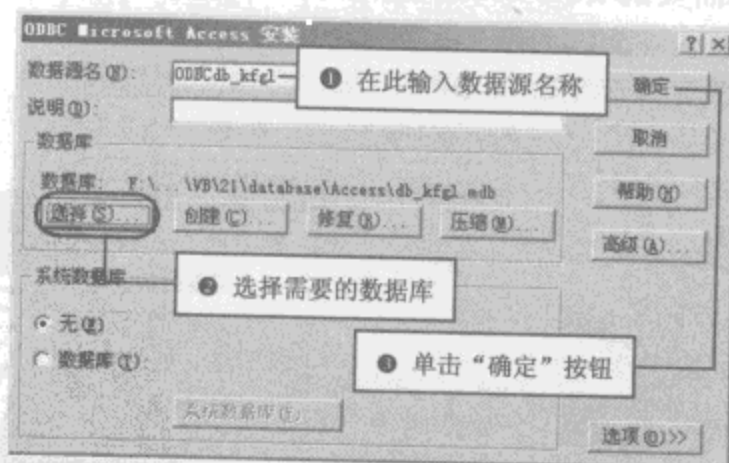 ODBC Microsoft Access 安装
数据源名(N): ODBCdb_kfgl
❶ 在此输入数据源名称
确定
说明(D):
取消
数据库
数据库: F:\...\VB\21\database\Access\db_kfgl.mdb
帮助(H)
选择(S)... 创建(C)... 修复(R)... 压缩(M)...
高级(A)...
系统数据库
❷ 选择需要的数据库
无(E)
数据库(T):
❸ 单击“确定”按钮
系统数据库(Y)...
选项(O)>>